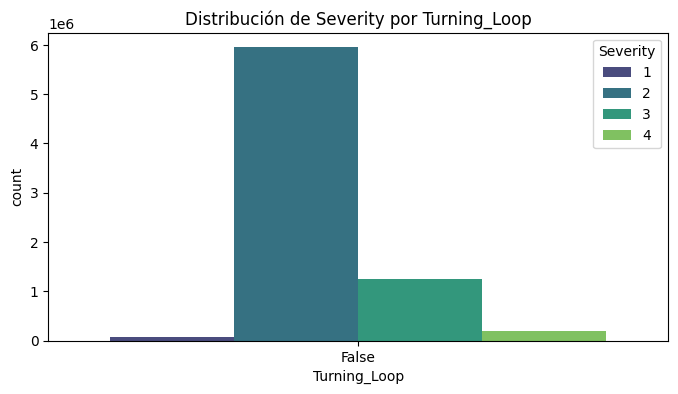 Distribución de Severity por Turning_Loop
1e6
Severity
1
2
3
4
6
5
4
3
2
1
0
count
False
Turning_Loop